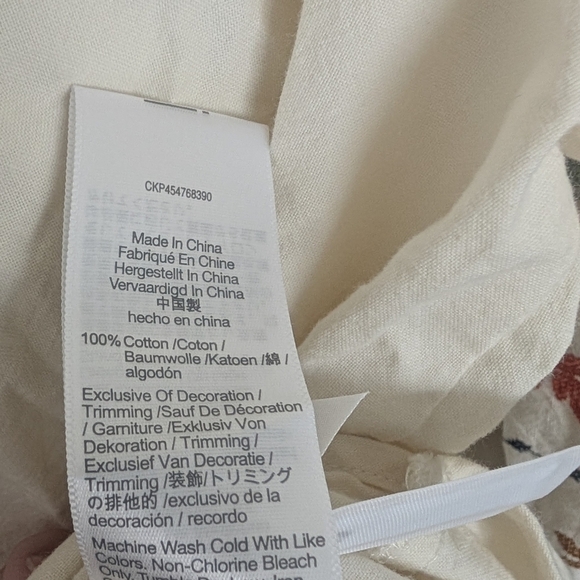 CKP454768390
Made In China
Fabriqué En Chine
Hergestellt In China
Vervaardigd In China
中国製
hecho en china
100% Cotton /Coton /
Baumwolle /Katoen /綿 /
algodón
Exclusive Of Decoration /
Trimming /Sauf De Décoration
/ Garniture /Exklusiv Von
Dekoration / Trimming /
Exclusief Van Decoratie /
Trimming /装飾/トリミング
の排他的 /exclusivo de la
decoración / recordo
Machine Wash Cold With Like
Colors. Non-Chlorine Bleach
Only.